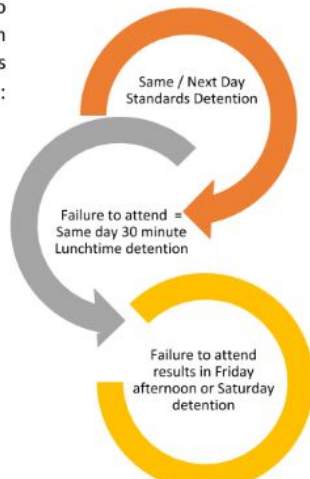 Same / Next Day
Standards Detention
Failure to attend =
Same day 30 minute
Lunchtime detention
Failure to attend
results in Friday
afternoon or Saturday
detention